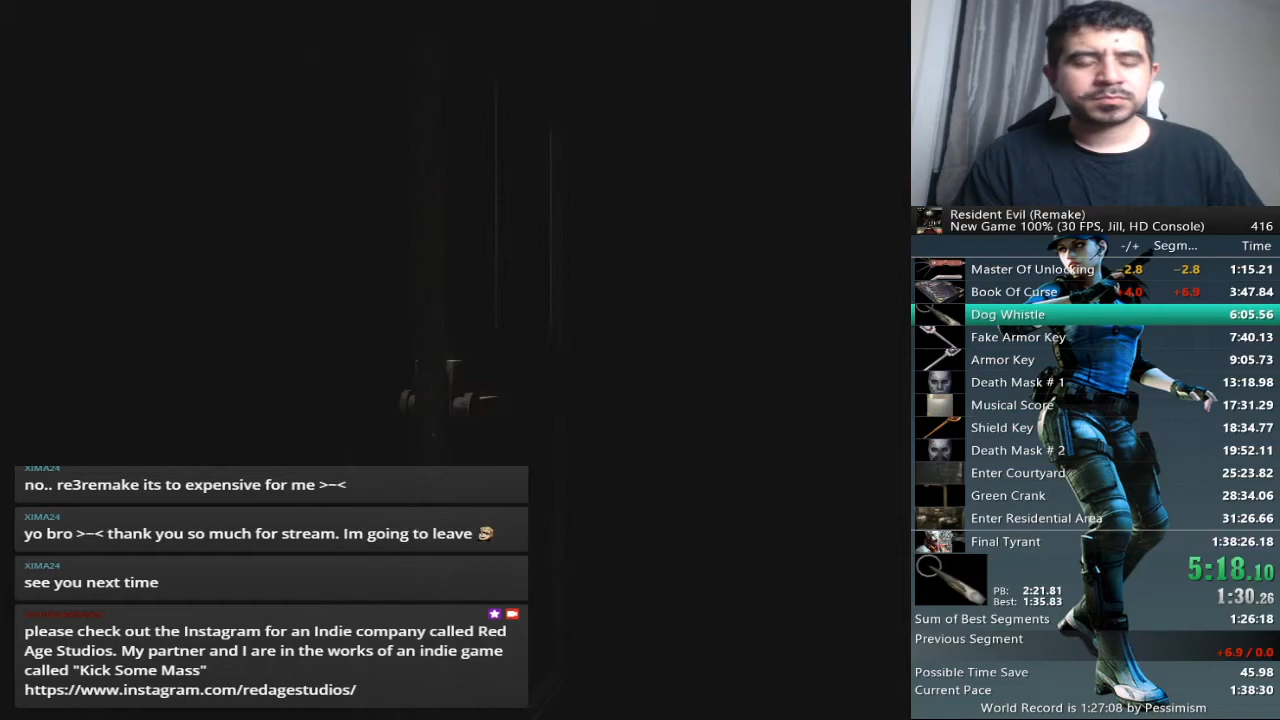 XIMA24
no.. re3remake its to expensive for me >-<
XIMA24
yo bro >-< thank you so much for stream. Im going to leave
XIMA24
see you next time
please check out the Instagram for an Indie company called Red
Age Studios. My partner and I are in the works of an indie game
called "Kick Some Mass"
https://www.instagram.com/redagestudios/
Resident Evil (Remake)
New Game 100% (30 FPS, Jill, HD Console) 416
-/+ Segm... Time
Master Of Unlocking −2.8 −2.8 1:15.21
Book Of Curse +4.0 +6.9 3:47.84
Dog Whistle 6:05.56
Fake Armor Key 7:40.13
Armor Key 9:05.73
Death Mask # 1 13:18.98
Musical Score 17:31.29
Shield Key 18:34.77
Death Mask # 2 19:52.11
Enter Courtyard 25:23.82
Green Crank 28:34.06
Enter Residential Area 31:26.66
Final Tyrant 1:38:26.18
5:18.10
PB: 2:21.81
Best: 1:35.83
1:30.26
Sum of Best Segments 1:26:18
Previous Segment +6.9 / 0.0
Possible Time Save 45.98
Current Pace 1:38:30
World Record is 1:27:08 by Pessimism